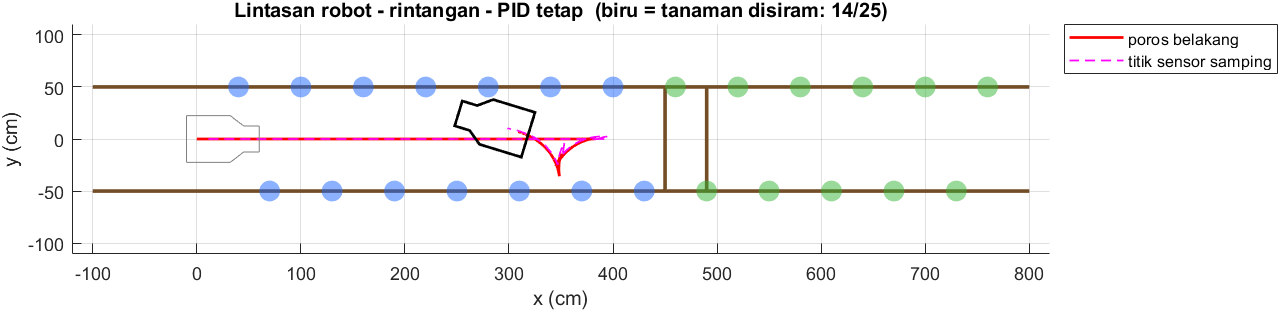 Lintasan robot - rintangan - PID tetap (biru = tanaman disiram: 14/25)
poros belakang
titik sensor samping
100
50
0
-50
-100
y (cm)
-100 0 100 200 300 400 500 600 700 800
x (cm)